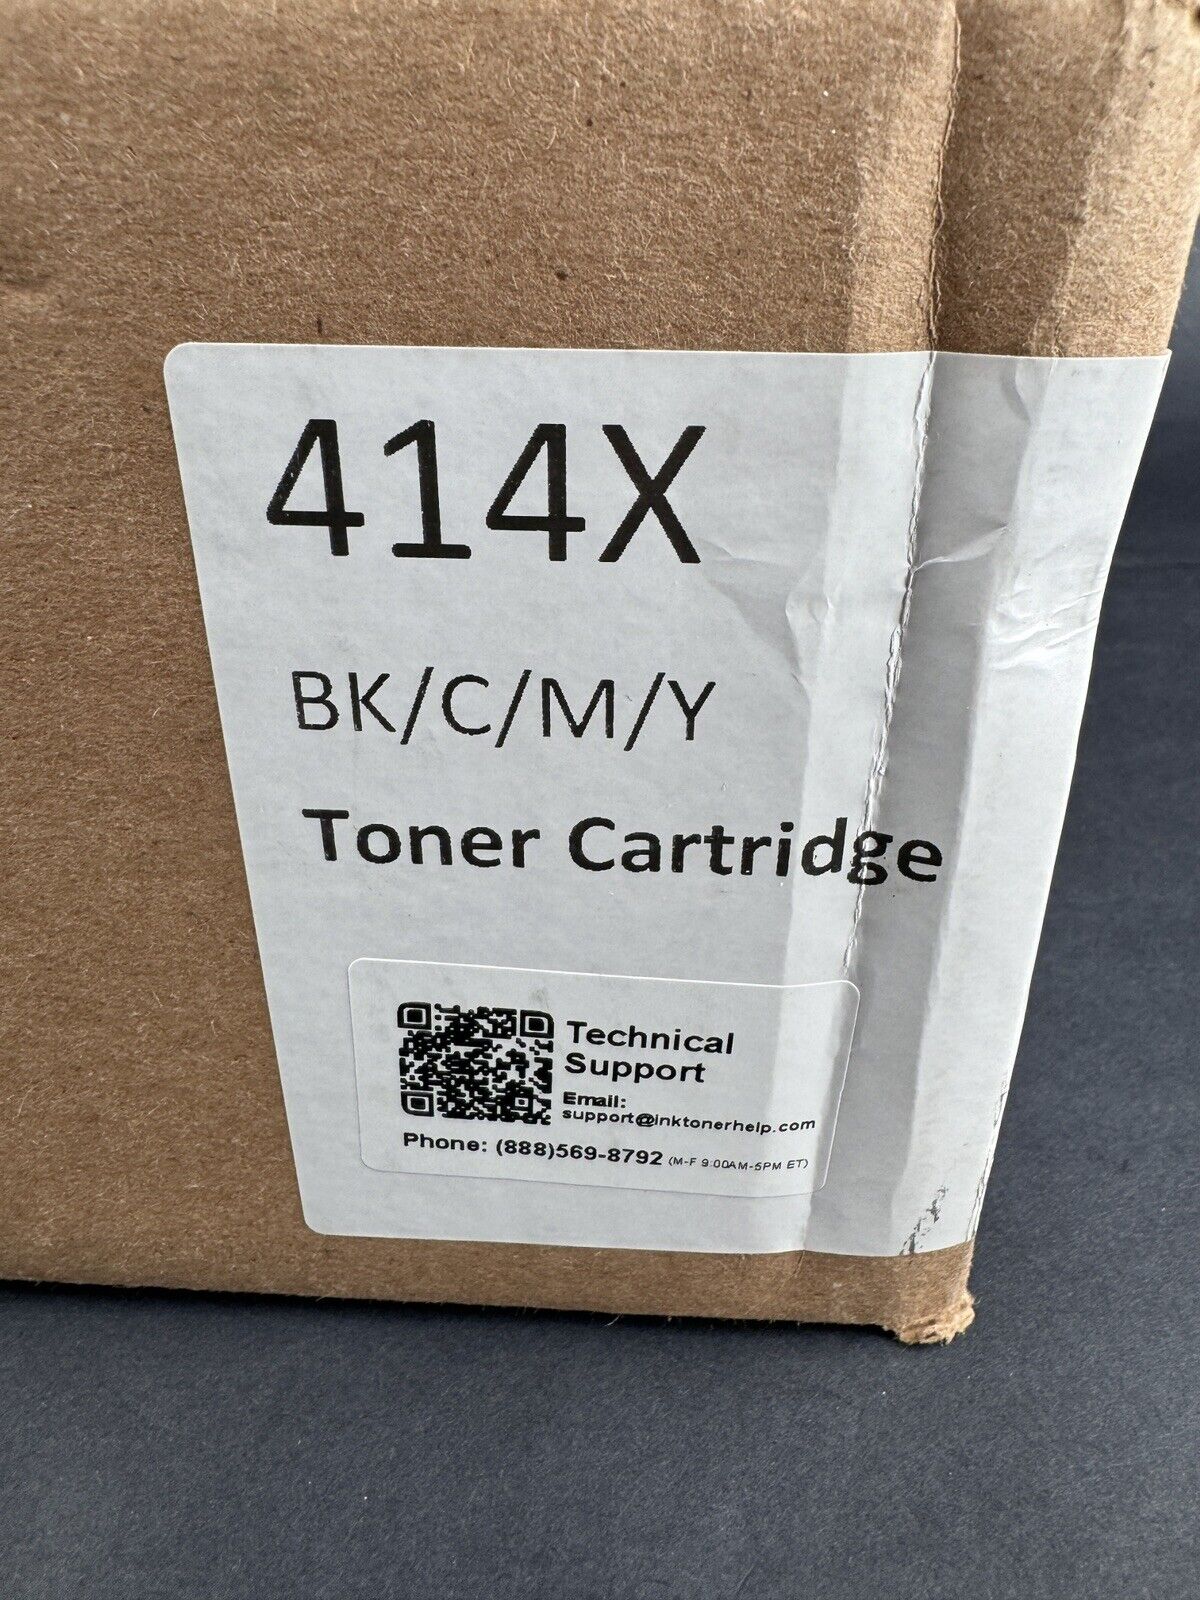 414X
BK/C/M/Y
Toner Cartridge
Technical
Support
Email:
support@inktonerhelp.com
Phone: (888)569-8792 (M-F 9:00AM-5PM ET)